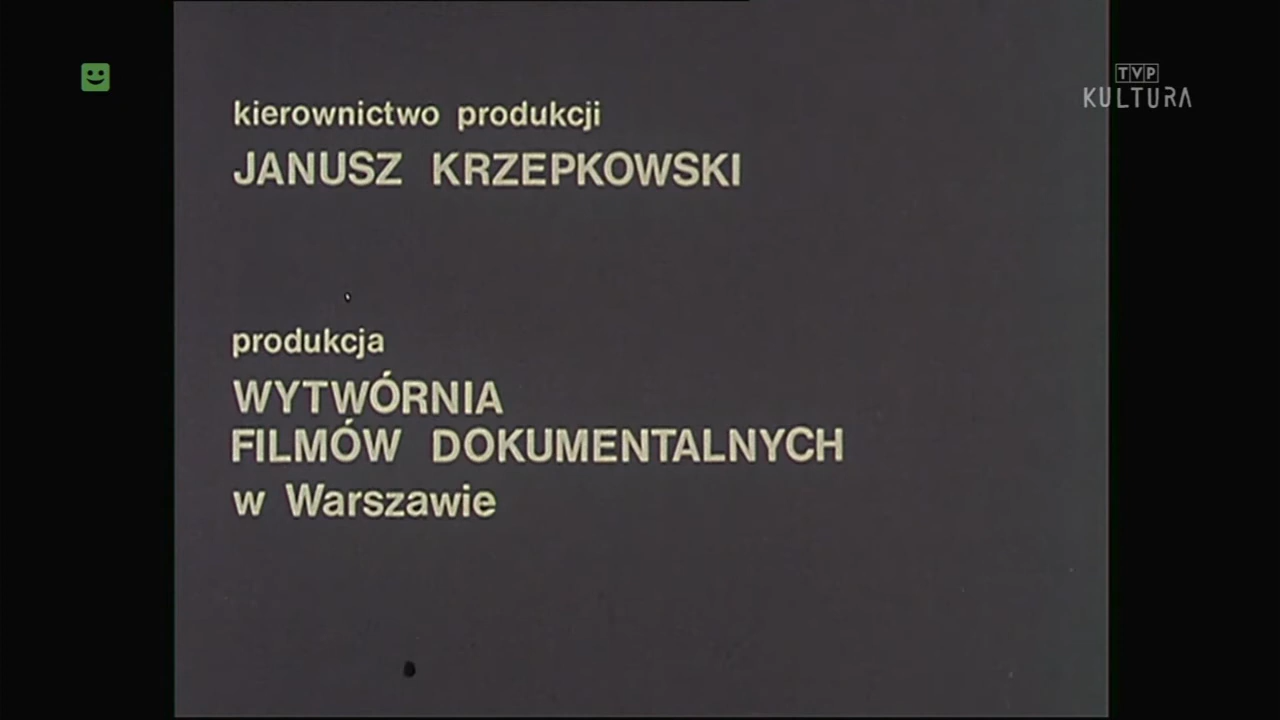 TVP
KULTURA
kierownictwo produkcji
JANUSZ KRZEPKOWSKI
produkcja
WYTWÓRNIA
FILMÓW DOKUMENTALNYCH
w Warszawie